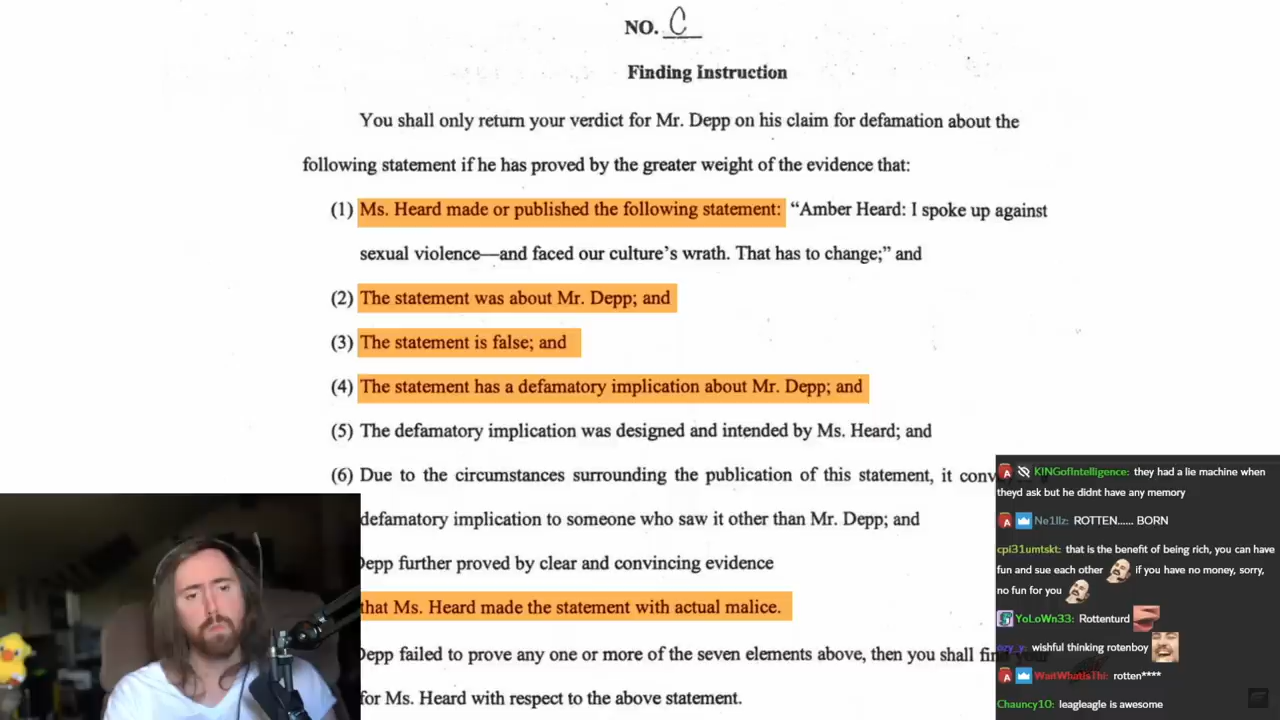 NO. C
Finding Instruction
You shall only return your verdict for Mr. Depp on his claim for defamation about the
following statement if he has proved by the greater weight of the evidence that:
(1) Ms. Heard made or published the following statement: “Amber Heard: I spoke up against
sexual violence—and faced our culture’s wrath. That has to change;” and
(2) The statement was about Mr. Depp; and
(3) The statement is false; and
(4) The statement has a defamatory implication about Mr. Depp; and
(5) The defamatory implication was designed and intended by Ms. Heard; and
(6) Due to the circumstances surrounding the publication of this statement, it
defamatory implication to someone who saw it other than Mr. Depp; and
Depp further proved by clear and convincing evidence
that Ms. Heard made the statement with actual malice.
Depp failed to prove any one or more of the seven elements above, then you shall
for Ms. Heard with respect to the above statement.
KINGofIntelligence: they had a lie machine when
theyd ask but he didnt have any memory
Ne1llz: ROTTEN...... BORN
cpi31umtskt: that is the benefit of being rich, you can have
fun and sue each other if you have no money, sorry,
no fun for you
YoLoWn33: Rottenturd
wishful thinking rotenboy
WaitWhatIsThi: rotten****
Chauncy10: leagleagle is awesome